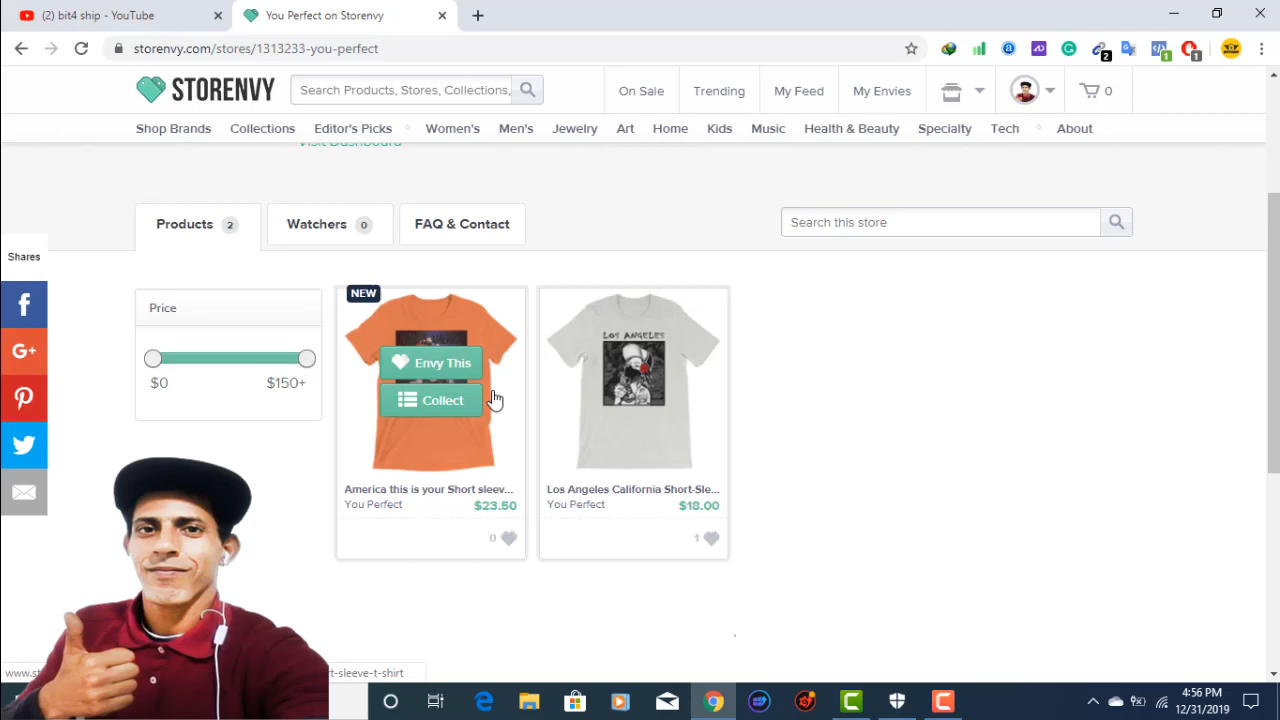 (2) bit4 ship - YouTube
You Perfect on Storenvy
storenvy.com/stores/1313233-you-perfect
2
1
1
STORENVY
Search Products, Stores, Collections,
On Sale
Trending
My Feed
My Envies
0
Shop Brands
Collections
Editor's Picks
Women's
Men's
Jewelry
Art
Home
Kids
Music
Health & Beauty
Specialty
Tech
About
Visit Dashboard
Products 2
Watchers 0
FAQ & Contact
Search this store
Shares
Price
$0
$150+
NEW
Envy This
Collect
LOS ANGELES
America this is your Short sleev...
You Perfect
$23.50
0
Los Angeles California Short-Sle...
You Perfect
$18.00
1
www.st
rt-sleeve-t-shirt
4:56 PM
12/31/2019